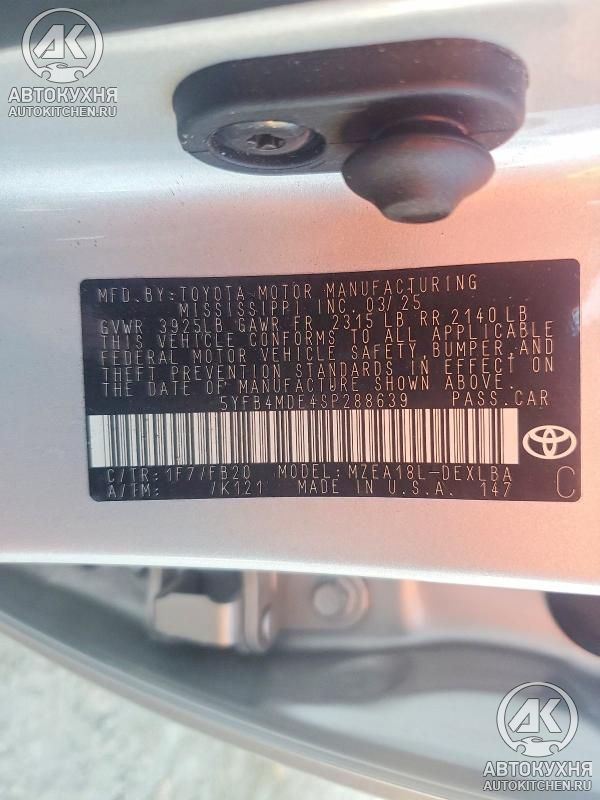 AK
АВТОКУХНЯ
AUTOKITCHEN.RU
MFD.BY:TOYOTA MOTOR MANUFACTURING
MISSISSIPPI INC. 03/25
GVWR 3925LB GAWR FR. 2315 LB RR 2140 LB
THIS VEHICLE CONFORMS TO ALL APPLICABLE
FEDERAL MOTOR VEHICLE SAFETY,BUMPER,AND
THEFT PREVENTION STANDARDS IN EFFECT ON
THE DATE OF MANUFACTURE SHOWN ABOVE.
5YFB4MDE4SP288639 PASS.CAR
C/TR: 1F7/FB20 MODEL: MZEA18L-DEXLBA
A/TM: /K121 MADE IN U.S.A. 147 C
AK
АВТОКУХНЯ
AUTOKITCHEN.RU